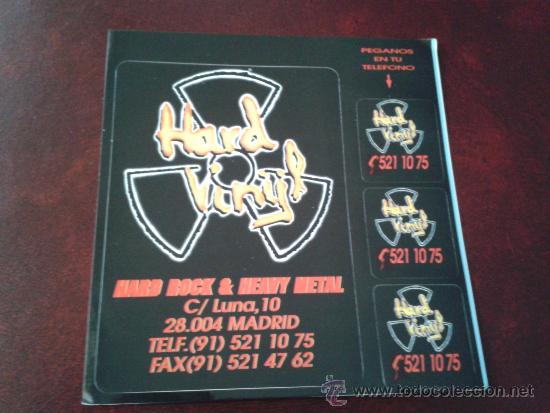 Hard
Vinyl
HARD ROCK & HEAVY METAL
C/ Luna,10
28.004 MADRID
TELF.(91) 521 10 75
FAX(91) 521 47 62
PEGANOS
EN TU
TELEFONO
Hard
Vinyl
521 10 75
Hard
Vinyl
521 10 75
Hard
Vinyl
521 10 75
© www.todocoleccion.net